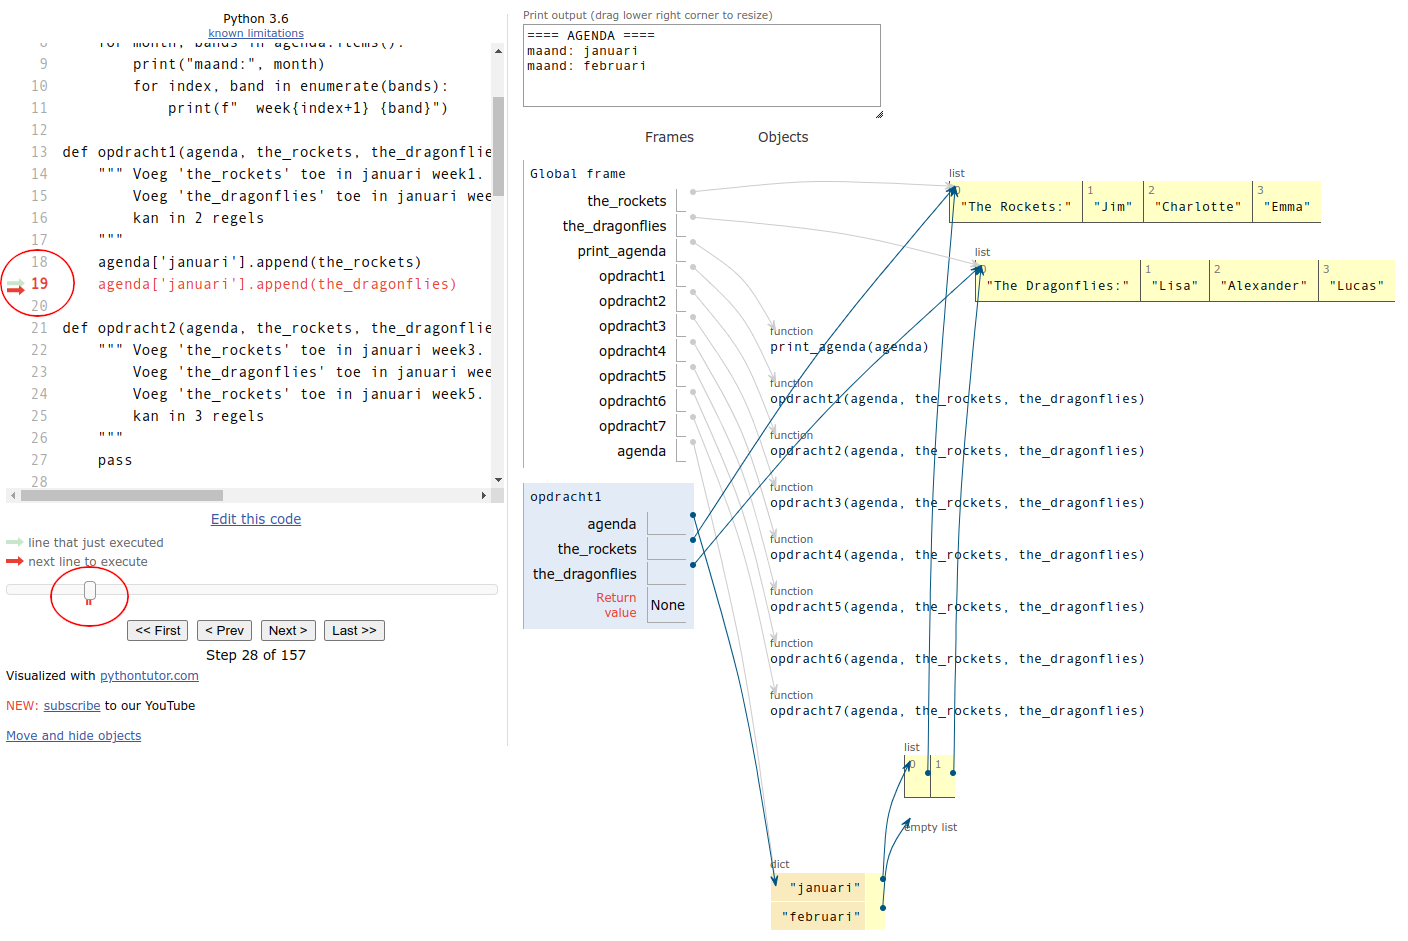 Python 3.6
known limitations
8 for month, bands in agenda.items():
9 print("maand:", month)
10 for index, band in enumerate(bands):
11 print(f"  week{index+1} {band}")
12
13 def opdracht1(agenda, the_rockets, the_dragonflie
14 """ Voeg 'the_rockets' toe in januari week1.
15 Voeg 'the_dragonflies' toe in januari wee
16 kan in 2 regels
17 """
18 agenda['januari'].append(the_rockets)
19 agenda['januari'].append(the_dragonflies)
20
21 def opdracht2(agenda, the_rockets, the_dragonflie
22 """ Voeg 'the_rockets' toe in januari week3.
23 Voeg 'the_dragonflies' toe in januari wee
24 Voeg 'the_rockets' toe in januari week5.
25 kan in 3 regels
26 """
27 pass
28
Edit this code
line that just executed
next line to execute
<< First < Prev Next > Last >>
Step 28 of 157
Visualized with pythontutor.com
NEW: subscribe to our YouTube
Move and hide objects
Print output (drag lower right corner to resize)
==== AGENDA ====
maand: januari
maand: februari
Frames Objects
Global frame
the_rockets
the_dragonflies
print_agenda
opdracht1
opdracht2
opdracht3
opdracht4
opdracht5
opdracht6
opdracht7
agenda
opdracht1
agenda
the_rockets
the_dragonflies
Return
value None
list
0 1 2 3
"The Rockets:" "Jim" "Charlotte" "Emma"
list
0 1 2 3
"The Dragonflies:" "Lisa" "Alexander" "Lucas"
function
print_agenda(agenda)
function
opdracht1(agenda, the_rockets, the_dragonflies)
function
opdracht2(agenda, the_rockets, the_dragonflies)
function
opdracht3(agenda, the_rockets, the_dragonflies)
function
opdracht4(agenda, the_rockets, the_dragonflies)
function
opdracht5(agenda, the_rockets, the_dragonflies)
function
opdracht6(agenda, the_rockets, the_dragonflies)
function
opdracht7(agenda, the_rockets, the_dragonflies)
list
0 1
empty list
dict
"januari"
"februari"